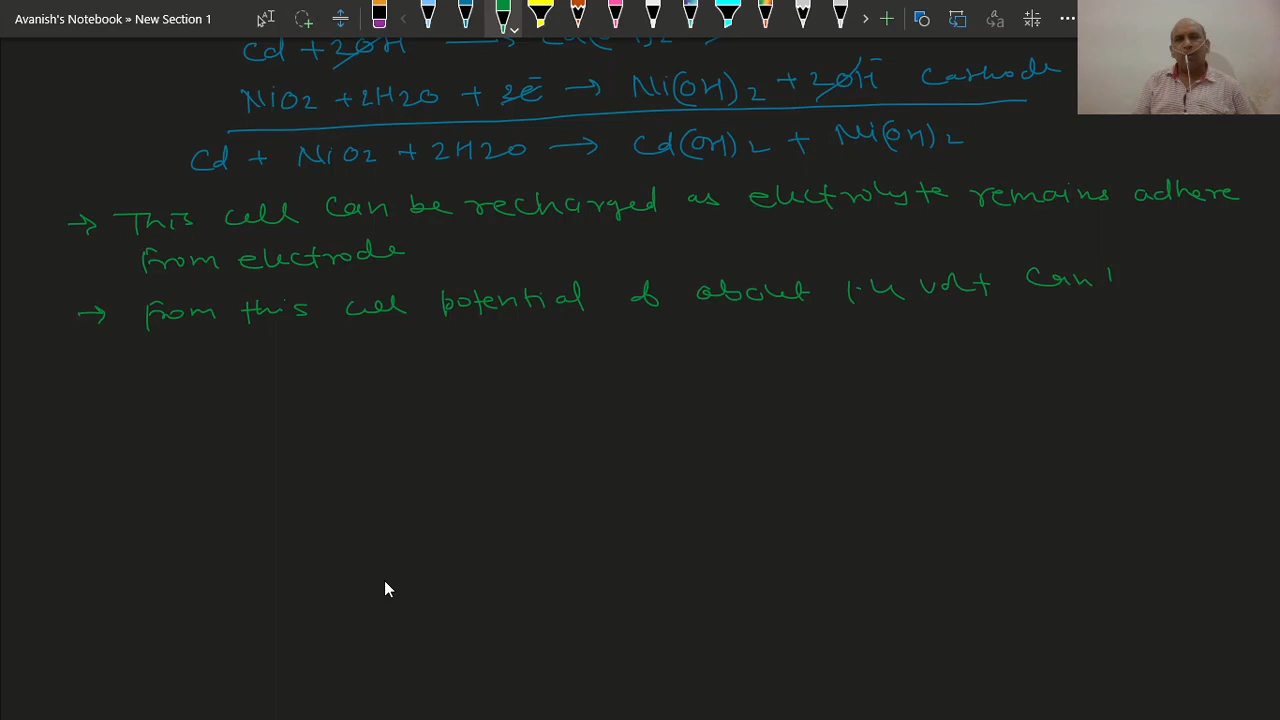 Avanish's Notebook » New Section 1
Cd + 2OH
NiO2 + 2H2O + 2e⁻ → Ni(OH)2 + 2OH⁻ Cathode
Cd + NiO2 + 2H2O → Cd(OH)2 + Ni(OH)2
→ This cell can be recharged as electrolyte remains adhere
from electrode
→ From this cell potential of about 1.4 volt can